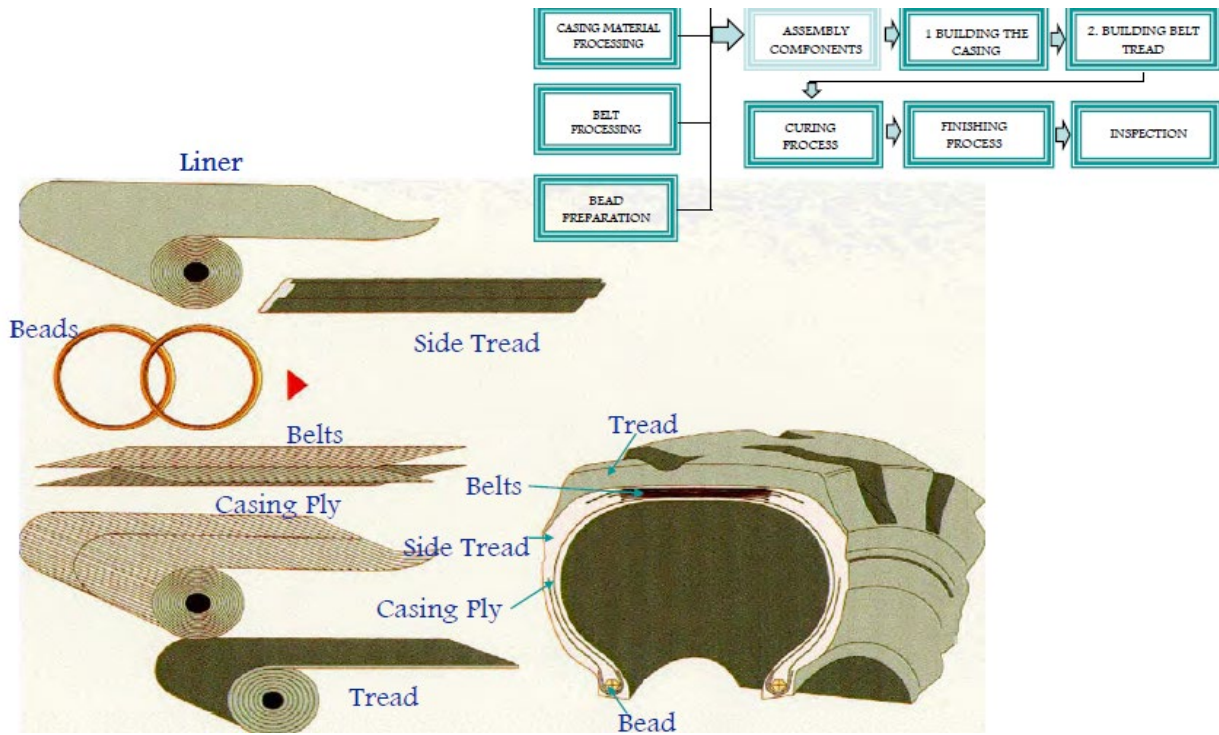 CASING MATERIAL
PROCESSING
ASSEMBLY
COMPONENTS
1 BUILDING THE
CASING
2. BUILDING BELT
TREAD
BELT
PROCESSING
CURING
PROCESS
FINISHING
PROCESS
INSPECTION
BEAD
PREPARATION
Liner
Side Tread
Beads
Belts
Casing Ply
Tread
Tread
Belts
Side Tread
Casing Ply
Bead